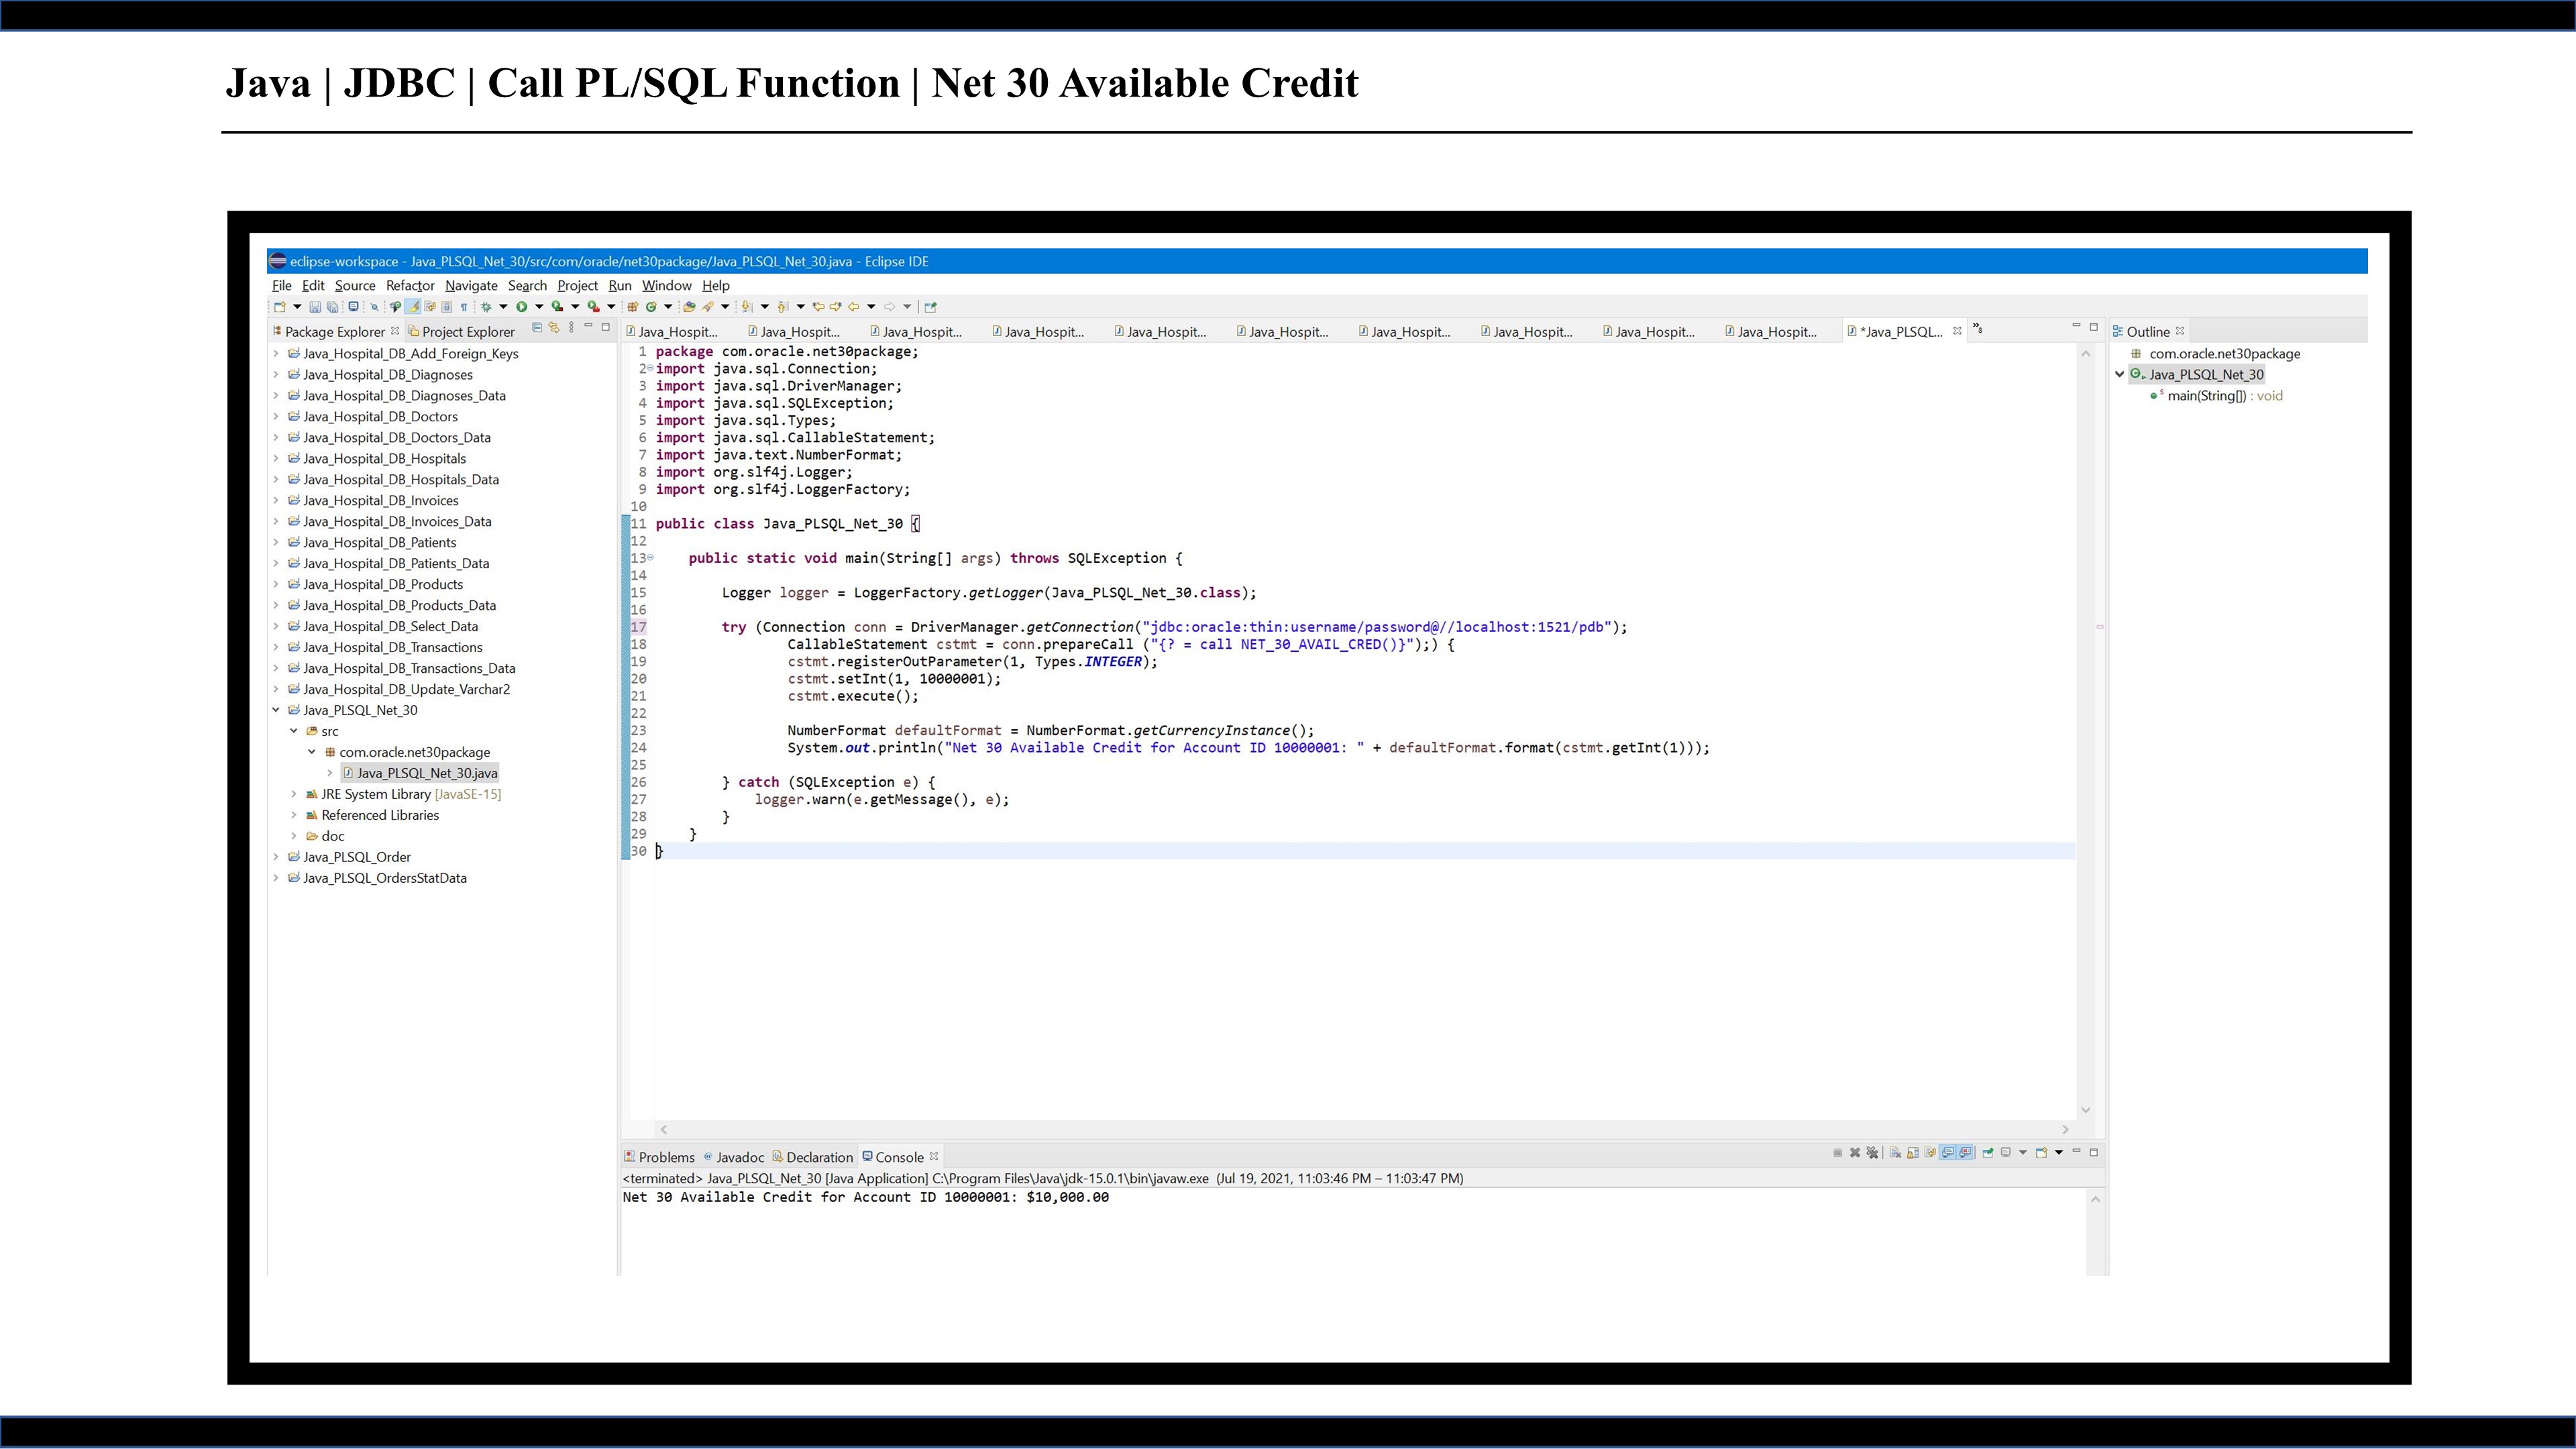 Java | JDBC | Call PL/SQL Function | Net 30 Available Credit
eclipse-workspace - Java_PLSQL_Net_30/src/com/oracle/net30package/Java_PLSQL_Net_30.java - Eclipse IDE
File Edit Source Refactor Navigate Search Project Run Window Help
Package Explorer Project Explorer
Java_Hospital_DB_Add_Foreign_Keys
Java_Hospital_DB_Diagnoses
Java_Hospital_DB_Diagnoses_Data
Java_Hospital_DB_Doctors
Java_Hospital_DB_Doctors_Data
Java_Hospital_DB_Hospitals
Java_Hospital_DB_Hospitals_Data
Java_Hospital_DB_Invoices
Java_Hospital_DB_Invoices_Data
Java_Hospital_DB_Patients
Java_Hospital_DB_Patients_Data
Java_Hospital_DB_Products
Java_Hospital_DB_Products_Data
Java_Hospital_DB_Select_Data
Java_Hospital_DB_Transactions
Java_Hospital_DB_Transactions_Data
Java_Hospital_DB_Update_Varchar2
Java_PLSQL_Net_30
src
com.oracle.net30package
Java_PLSQL_Net_30.java
JRE System Library [JavaSE-15]
Referenced Libraries
doc
Java_PLSQL_Order
Java_PLSQL_OrdersStatData
Java_Hospit... Java_Hospit... Java_Hospit... Java_Hospit... Java_Hospit... Java_Hospit... Java_Hospit... Java_Hospit... Java_Hospit... Java_Hospit... *Java_PLSQL... »8
1 package com.oracle.net30package;
2 import java.sql.Connection;
3 import java.sql.DriverManager;
4 import java.sql.SQLException;
5 import java.sql.Types;
6 import java.sql.CallableStatement;
7 import java.text.NumberFormat;
8 import org.slf4j.Logger;
9 import org.slf4j.LoggerFactory;
10
11 public class Java_PLSQL_Net_30 {
12
13 public static void main(String[] args) throws SQLException {
14
15 Logger logger = LoggerFactory.getLogger(Java_PLSQL_Net_30.class);
16
17 try (Connection conn = DriverManager.getConnection("jdbc:oracle:thin:username/password@//localhost:1521/pdb");
18 CallableStatement cstmt = conn.prepareCall ("{? = call NET_30_AVAIL_CRED()}");) {
19 cstmt.registerOutParameter(1, Types.INTEGER);
20 cstmt.setInt(1, 10000001);
21 cstmt.execute();
22
23 NumberFormat defaultFormat = NumberFormat.getCurrencyInstance();
24 System.out.println("Net 30 Available Credit for Account ID 10000001: " + defaultFormat.format(cstmt.getInt(1)));
25
26 } catch (SQLException e) {
27 logger.warn(e.getMessage(), e);
28 }
29 }
30 }
Outline
com.oracle.net30package
Java_PLSQL_Net_30
main(String[]) : void
Problems @ Javadoc Declaration Console
<terminated> Java_PLSQL_Net_30 [Java Application] C:\Program Files\Java\jdk-15.0.1\bin\javaw.exe (Jul 19, 2021, 11:03:46 PM – 11:03:47 PM)
Net 30 Available Credit for Account ID 10000001: $10,000.00